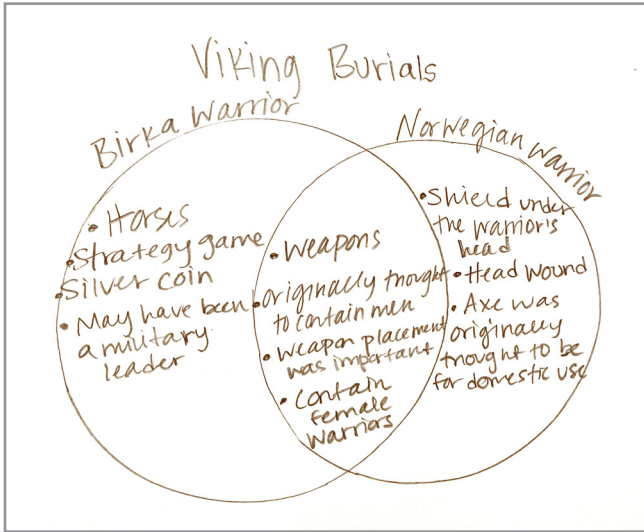 Viking Burials
Birka Warrior
• Horses
• Strategy game
• Silver coin
• May have been
a military
leader
• Weapons
• Originally thought
to contain men
• Weapon placement
was important
• Contain
female
warriors
Norwegian Warrior
• Shield under
the warrior's
head
• Head wound
• Axe was
originally
thought to be
for domestic use